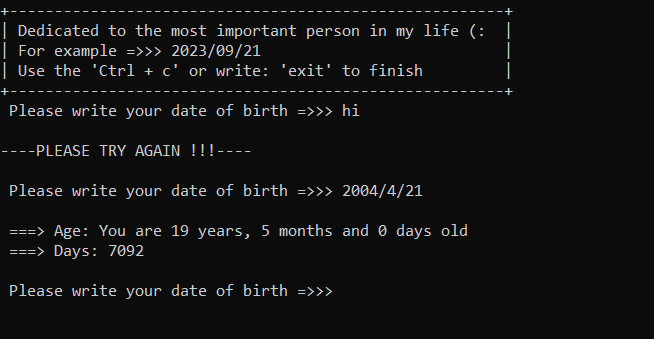 +-------------------------------------------------------+
| Dedicated to the most important person in my life (:  |
| For example =>>> 2023/09/21                           |
| Use the 'Ctrl + c' or write: 'exit' to finish         |
+-------------------------------------------------------+
Please write your date of birth =>>> hi
----PLEASE TRY AGAIN !!!----
Please write your date of birth =>>> 2004/4/21
===> Age: You are 19 years, 5 months and 0 days old
===> Days: 7092
Please write your date of birth =>>>